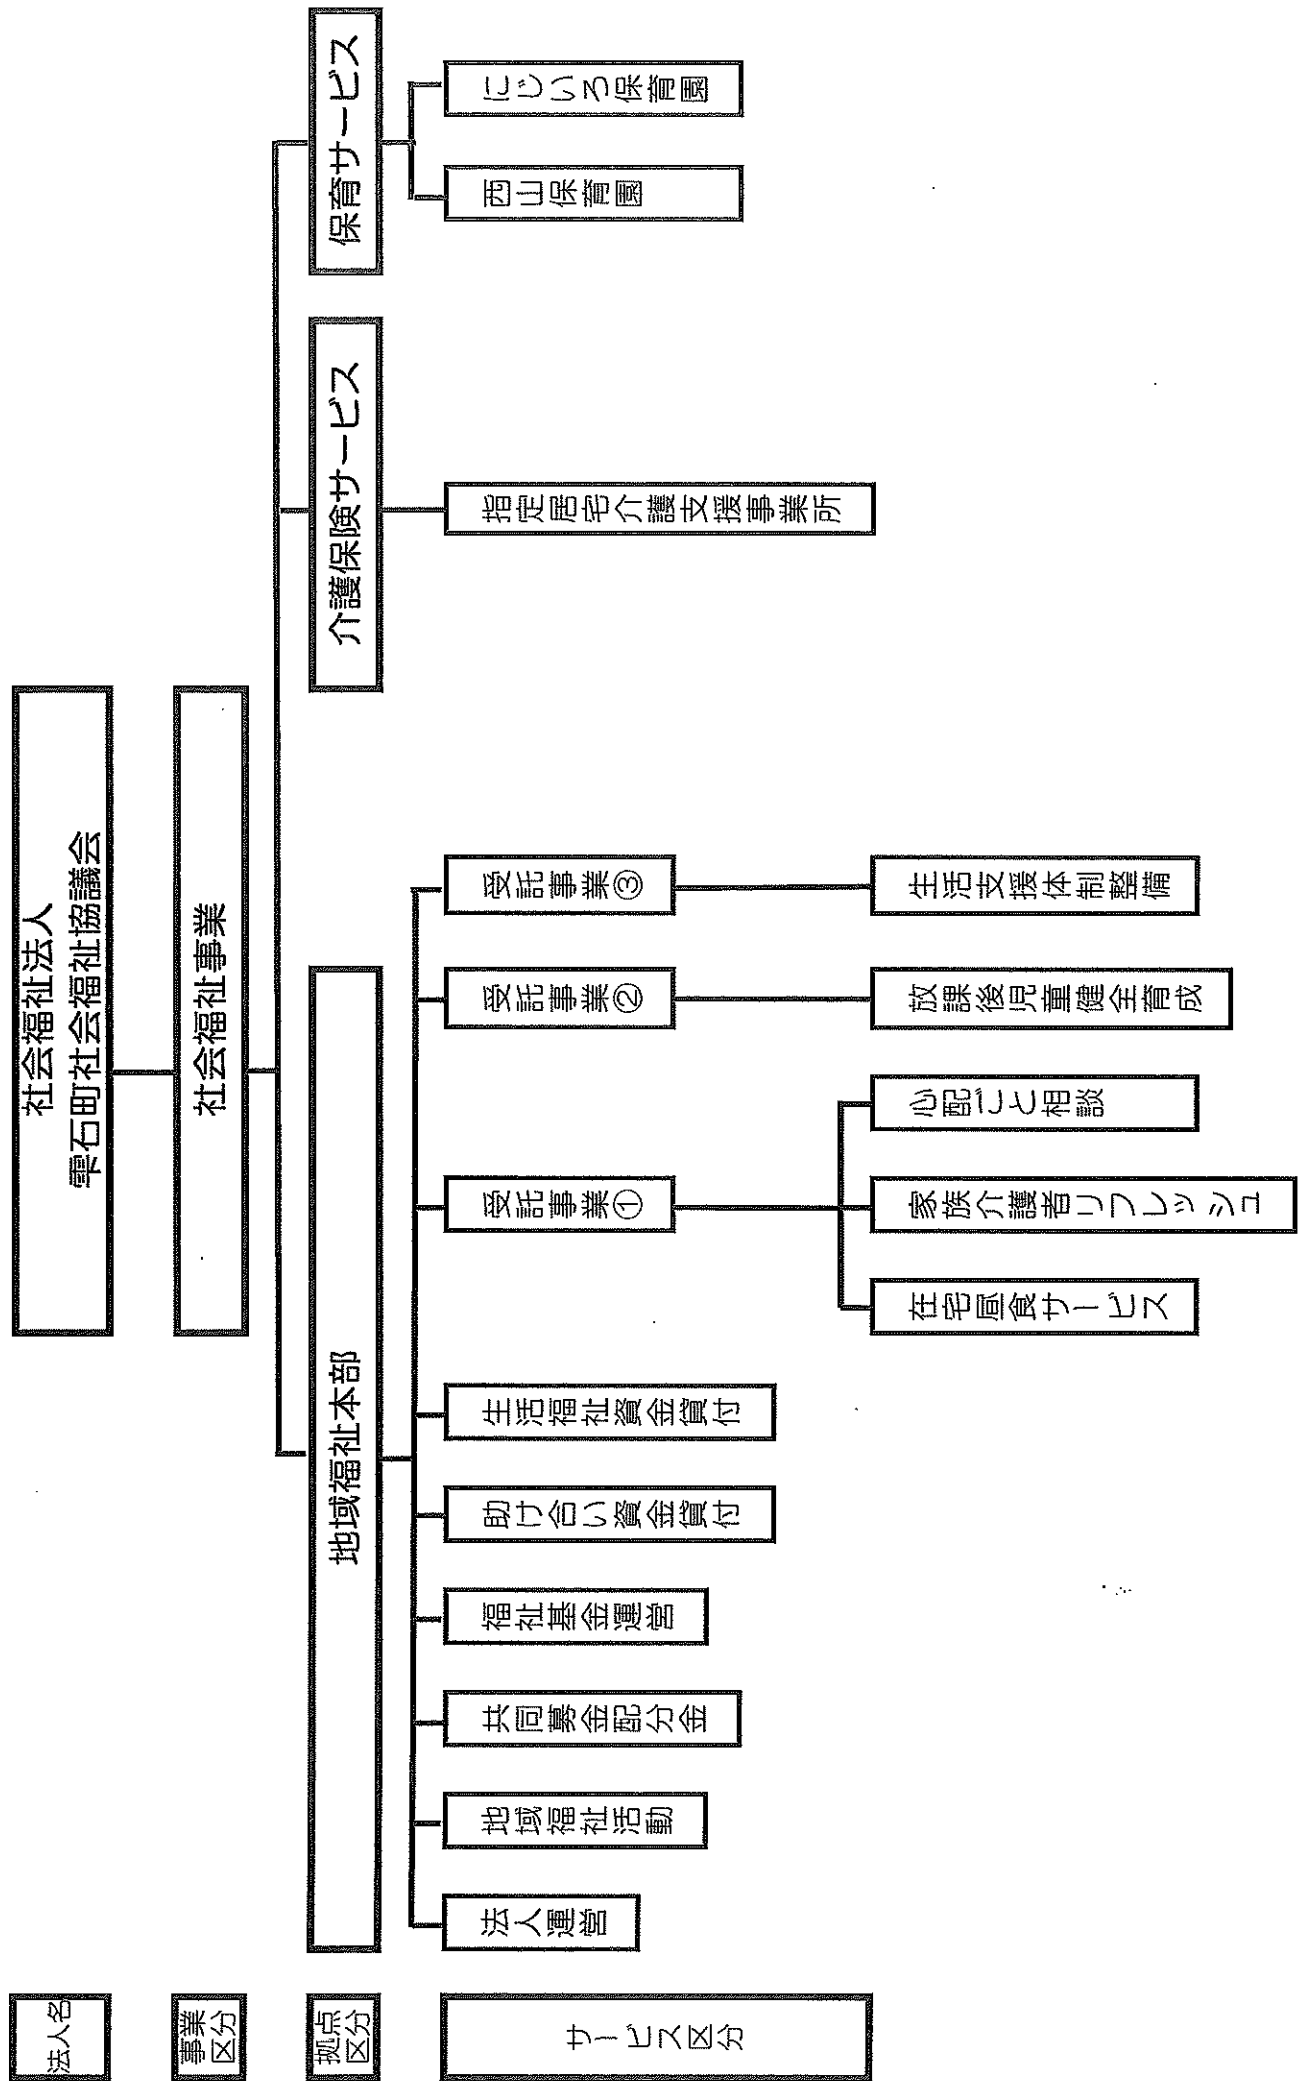 法人名
社会福祉法人
雫石町社会福祉協議会
事業
区分
社会福祉事業
拠点
区分
地域福祉本部
介護保険サービス
保育サービス
サービス区分
法人運営
地域福祉活動
共同募金配分金
福祉基金運営
助け合い資金貸付
生活福祉資金貸付
受託事業①
受託事業②
受託事業③
指定居宅介護支援事業所
西山保育園
にじいろ保育園
在宅昼食サービス
家族介護者リフレッシュ
心配ごと相談
放課後児童健全育成
生活支援体制整備